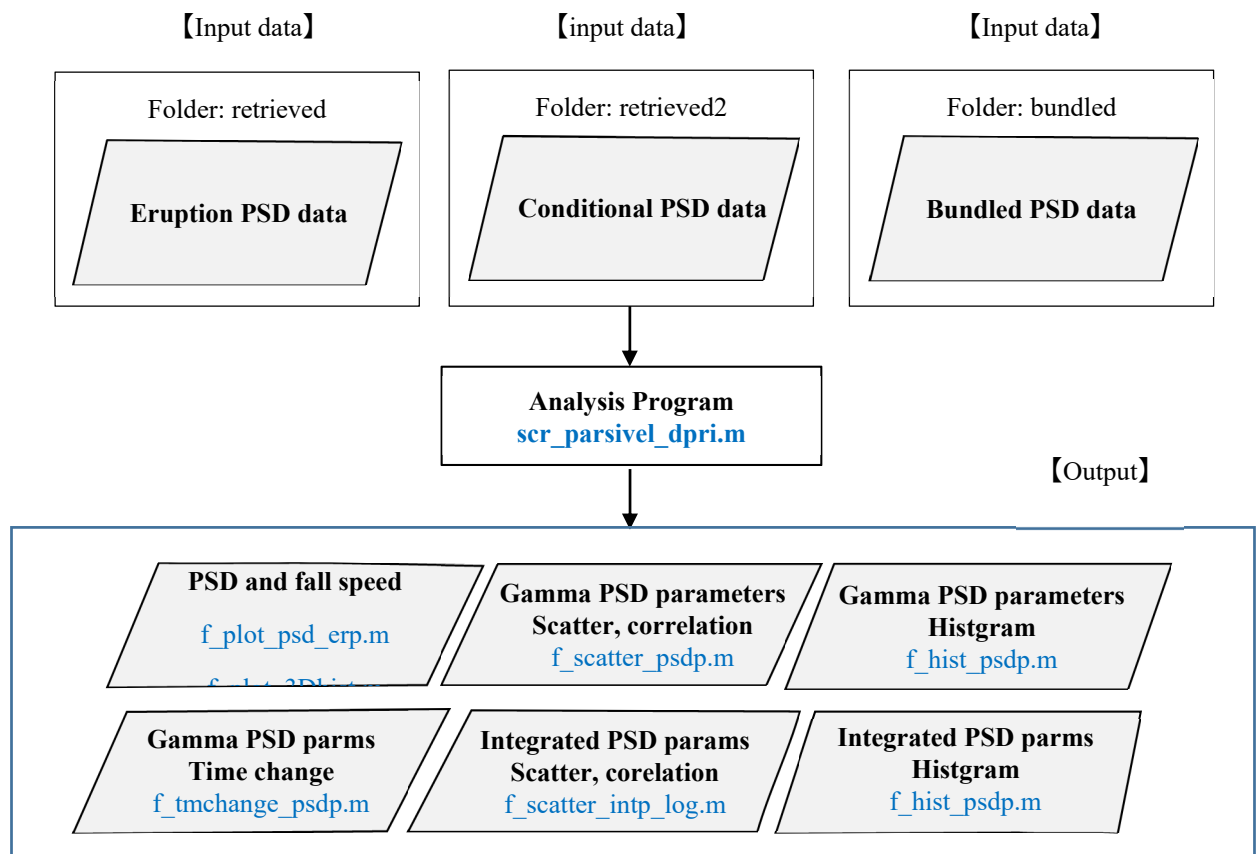 【Input data】
【input data】
【Input data】
Folder: retrieved
Folder: retrieved2
Folder: bundled
Eruption PSD data
Conditional PSD data
Bundled PSD data
Analysis Program
scr_parsivel_dpri.m
【Output】
PSD and fall speed
f_plot_psd_erp.m
Gamma PSD parameters
Scatter, correlation
f_scatter_psdp.m
Gamma PSD parameters
Histgram
f_hist_psdp.m
Gamma PSD parms
Time change
f_tmchange_psdp.m
Integrated PSD params
Scatter, corelation
f_scatter_intp_log.m
Integrated PSD parms
Histgram
f_hist_psdp.m